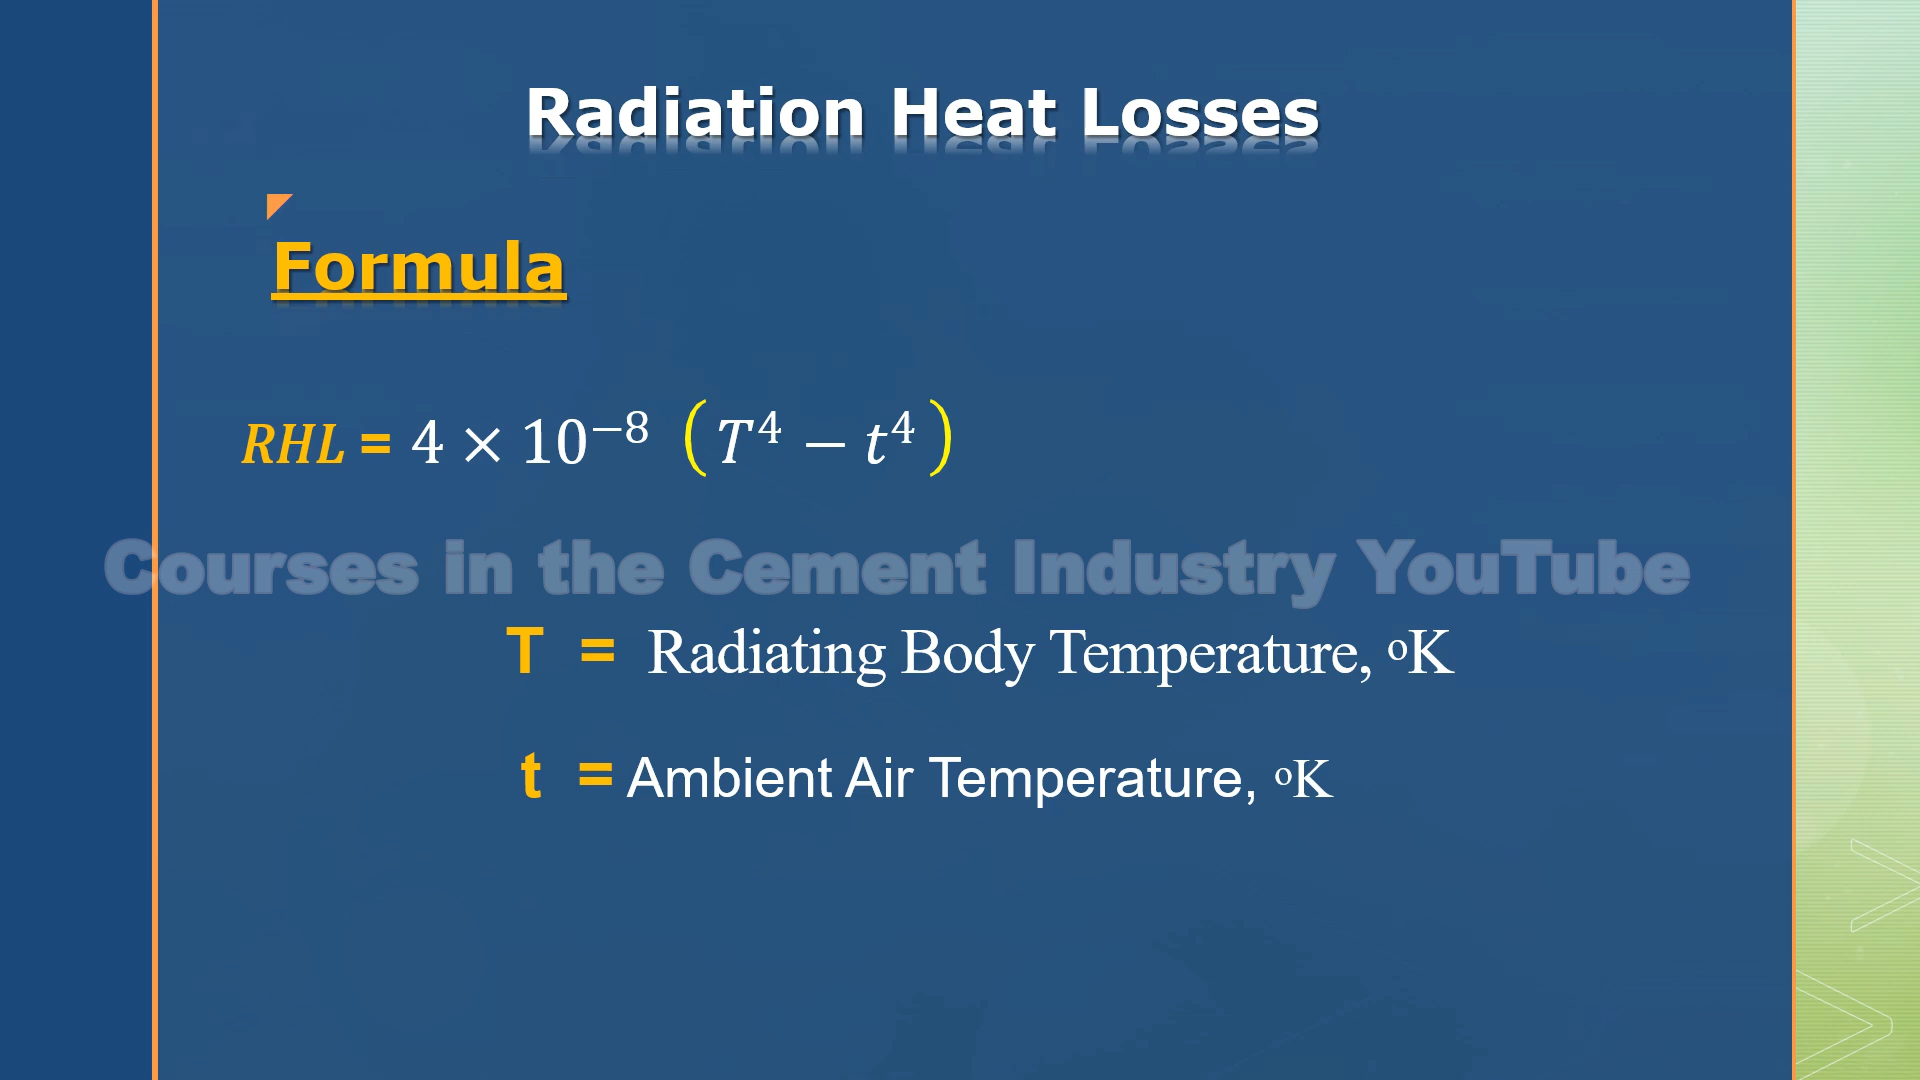 Radiation Heat Losses
Formula
RHL = 4 × 10⁻⁸ (T⁴ − t⁴)
Courses in the Cement Industry YouTube
T = Radiating Body Temperature, ᵒK
t = Ambient Air Temperature, ᵒK